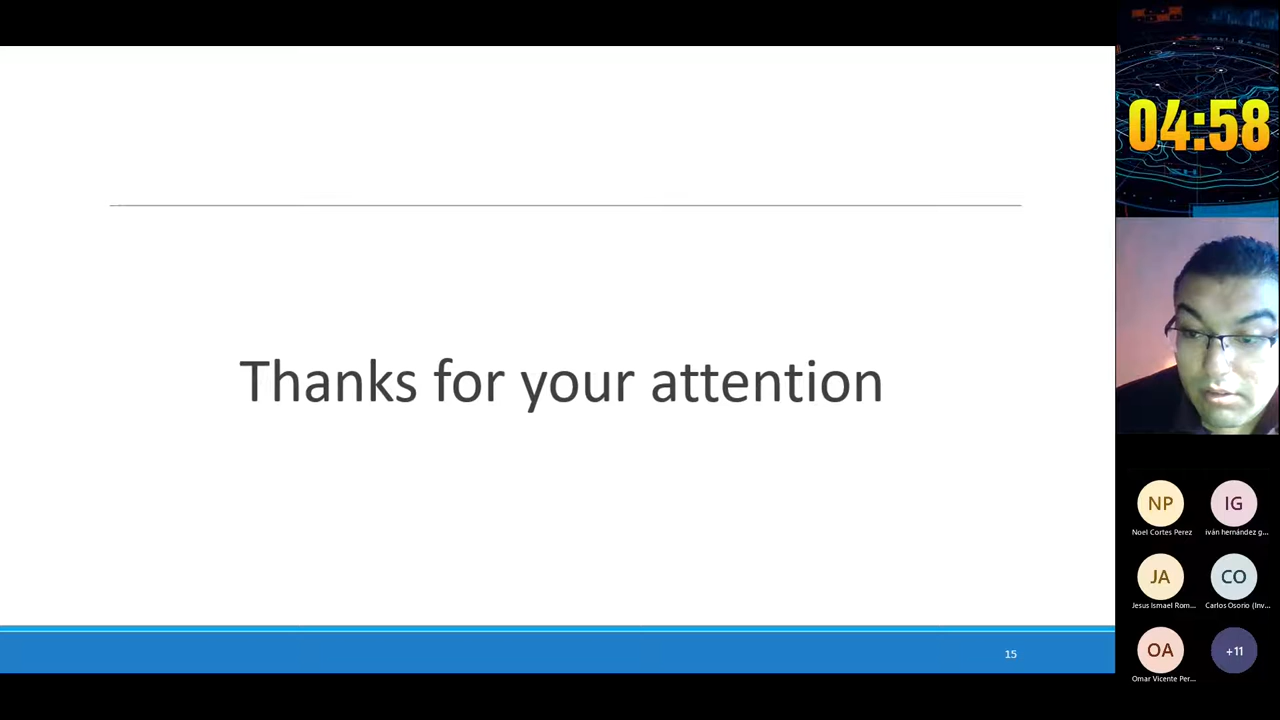 04:58
Thanks for your attention
15
NP
IG
Noel Cortes Perez
iván hernández g...
JA
CO
Jesus Ismael Rom...
Carlos Osorio (Inv...
OA
+11
Omar Vicente Per...